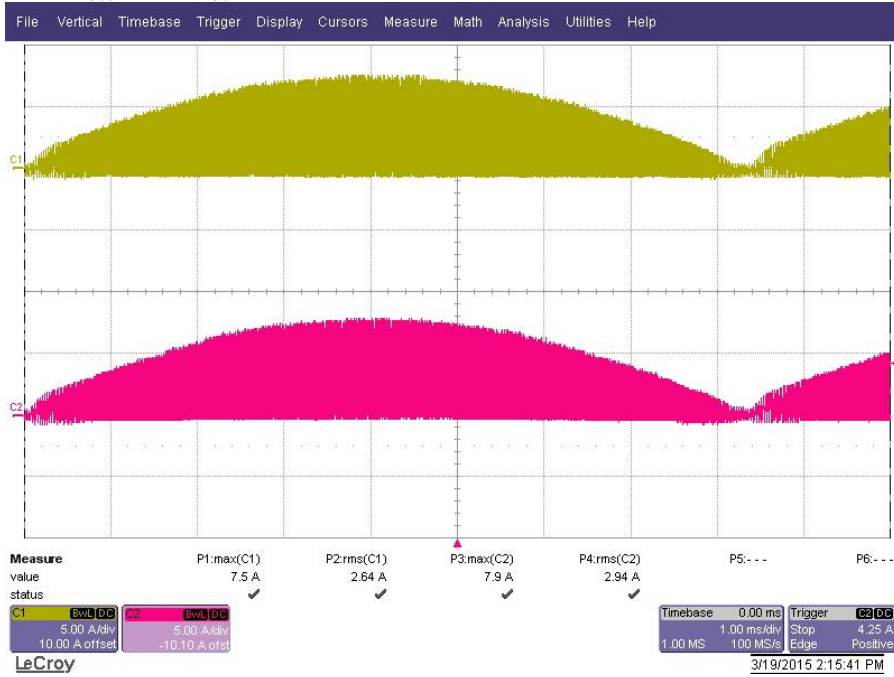 File Vertical Timebase Trigger Display Cursors Measure Math Analysis Utilities Help
C1
C2
Measure P1:max(C1) P2:rms(C1) P3:max(C2) P4:rms(C2) P5:- - - P6:- - -
value 7.5 A 2.64 A 7.9 A 2.94 A
status ✔ ✔ ✔ ✔
C1 BwL DC C2 BwL DC Timebase 0.00 ms Trigger C2 DC
5.00 A/div 5.00 A/div 1.00 ms/div Stop 4.25 A
10.00 A offset -10.10 A ofst 1.00 MS 100 MS/s Edge Positive
LeCroy 3/19/2015 2:15:41 PM